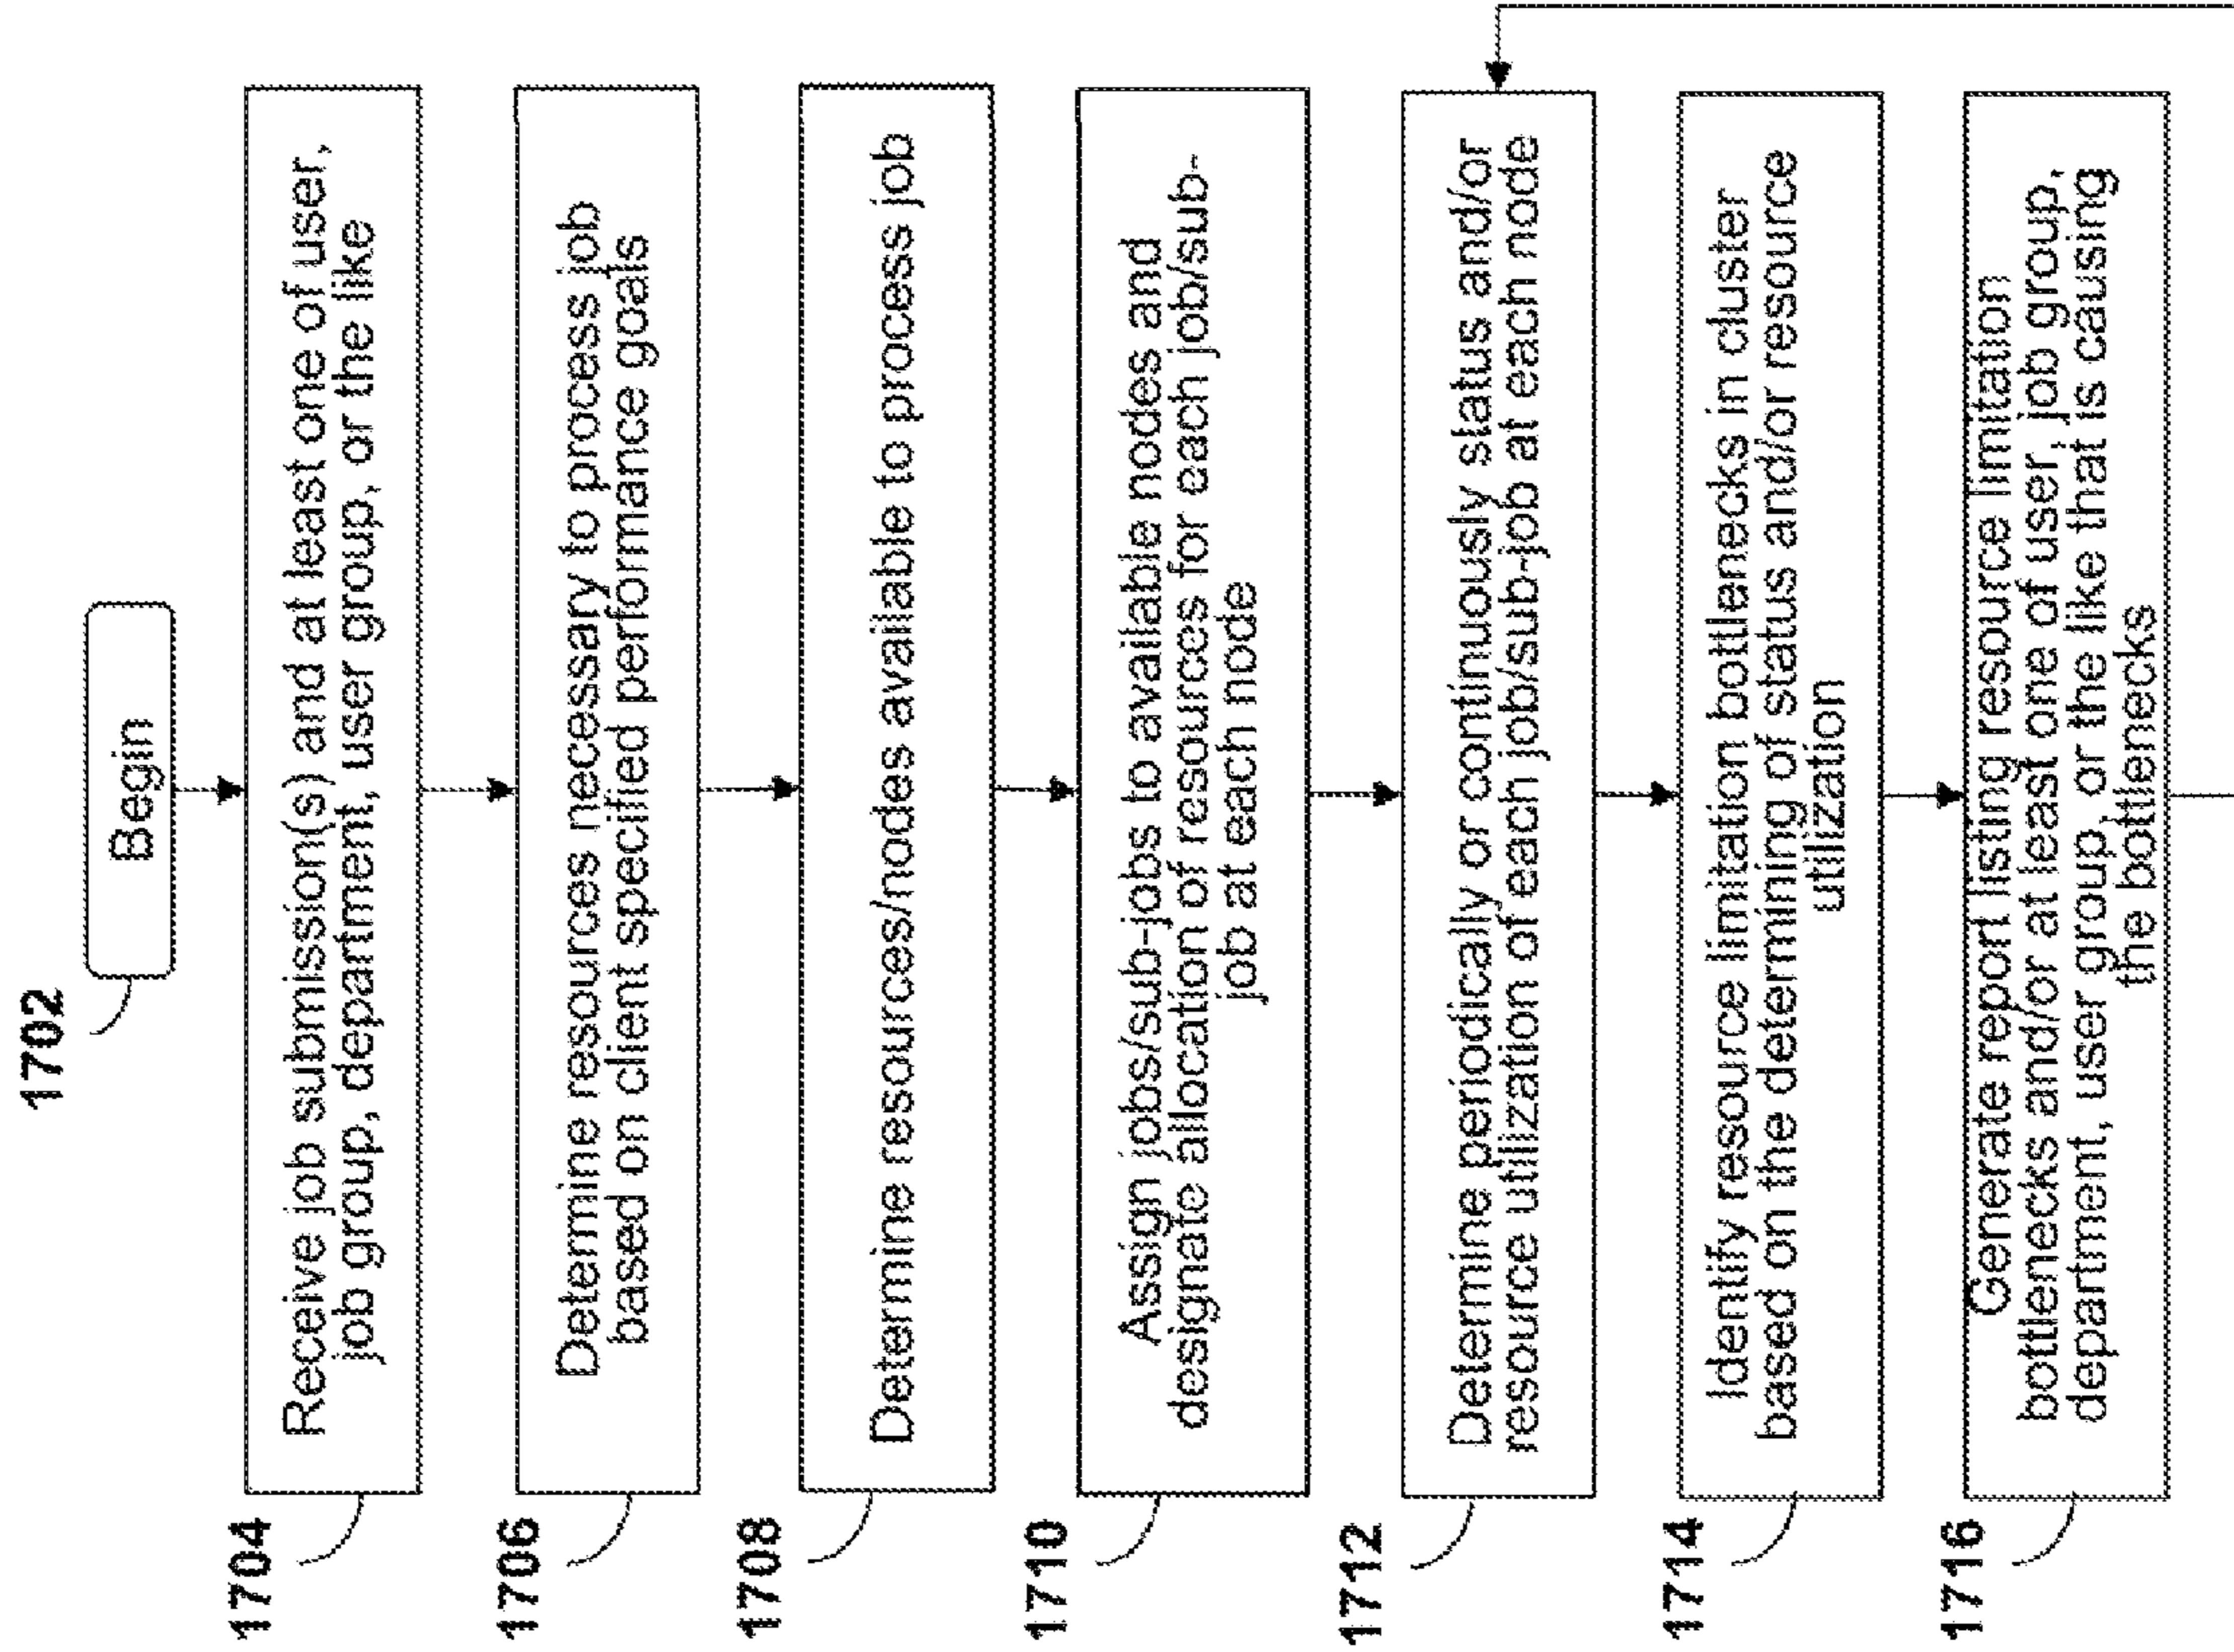 1702
Begin
1704
Receive job submission(s) and at least one of user,
job group, department, user group, or the like
1706
Determine resources necessary to process job
based on client specified performance goals
1708
Determine resources/nodes available to process job
1710
Assign jobs/sub-jobs to available nodes and
designate allocation of resources for each job/sub-
job at each node
1712
Determine periodically or continuously status and/or
resource utilization of each job/sub-job at each node
1714
Identify resource limitation bottlenecks in cluster
based on the determining of status and/or resource
utilization
1716
Generate report listing resource limitation
bottlenecks and/or at least one of user, job group,
department, user group, or the like that is causing
the bottlenecks